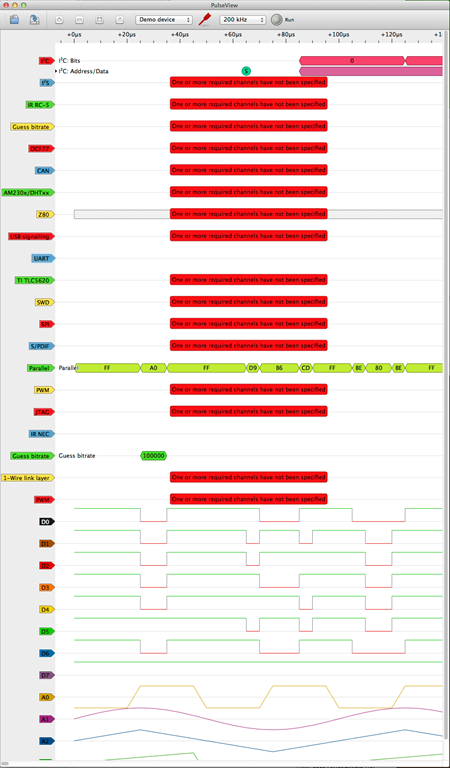 PulseView
Demo device
200 kHz
Run
+0µs +20µs +40µs +60µs +80µs +100µs +1
I²C I²C: Bits 0
I²C: Address/Data S
I²S One or more required channels have not been specified
IR RC-5 One or more required channels have not been specified
Guess bitrate One or more required channels have not been specified
DCF77 One or more required channels have not been specified
CAN One or more required channels have not been specified
AM230x/DHTxx One or more required channels have not been specified
Z80 One or more required channels have not been specified
USB signalling One or more required channels have not been specified
UART
TI TLC5620 One or more required channels have not been specified
SWD One or more required channels have not been specified
SPI One or more required channels have not been specified
S/PDIF One or more required channels have not been specified
Parallel Parallel FF A0 FF D9 B6 CD FF BE 80 BE FF
PWM One or more required channels have not been specified
JTAG One or more required channels have not been specified
IR NEC
Guess bitrate Guess bitrate 100000
1-Wire link layer One or more required channels have not been specified
PWM One or more required channels have not been specified
D0
D1
D2
D3
D4
D5
D6
D7
A0
A1
A2